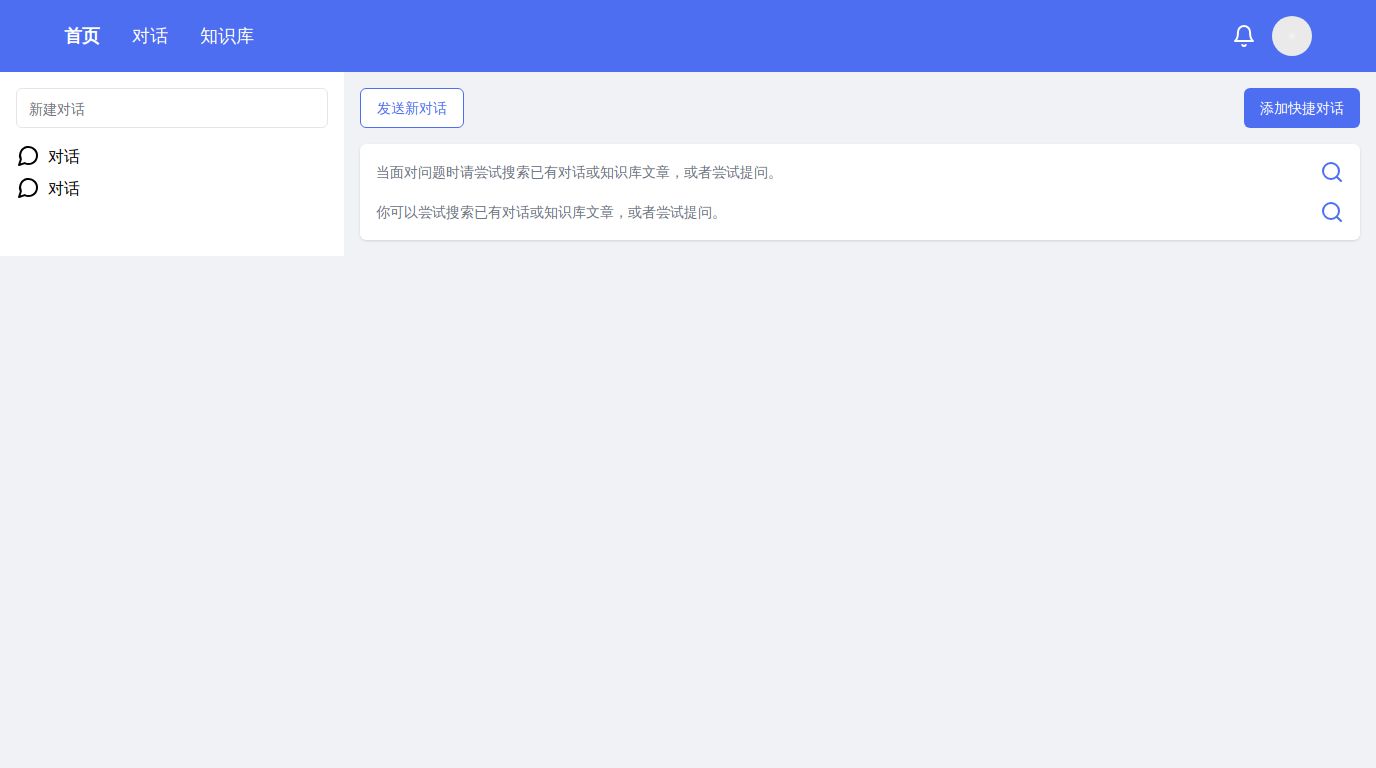 首页 对话 知识库
新建对话
对话
对话
发送新对话 添加快捷对话
当面对问题时请尝试搜索已有对话或知识库文章，或者尝试提问。
你可以尝试搜索已有对话或知识库文章，或者尝试提问。